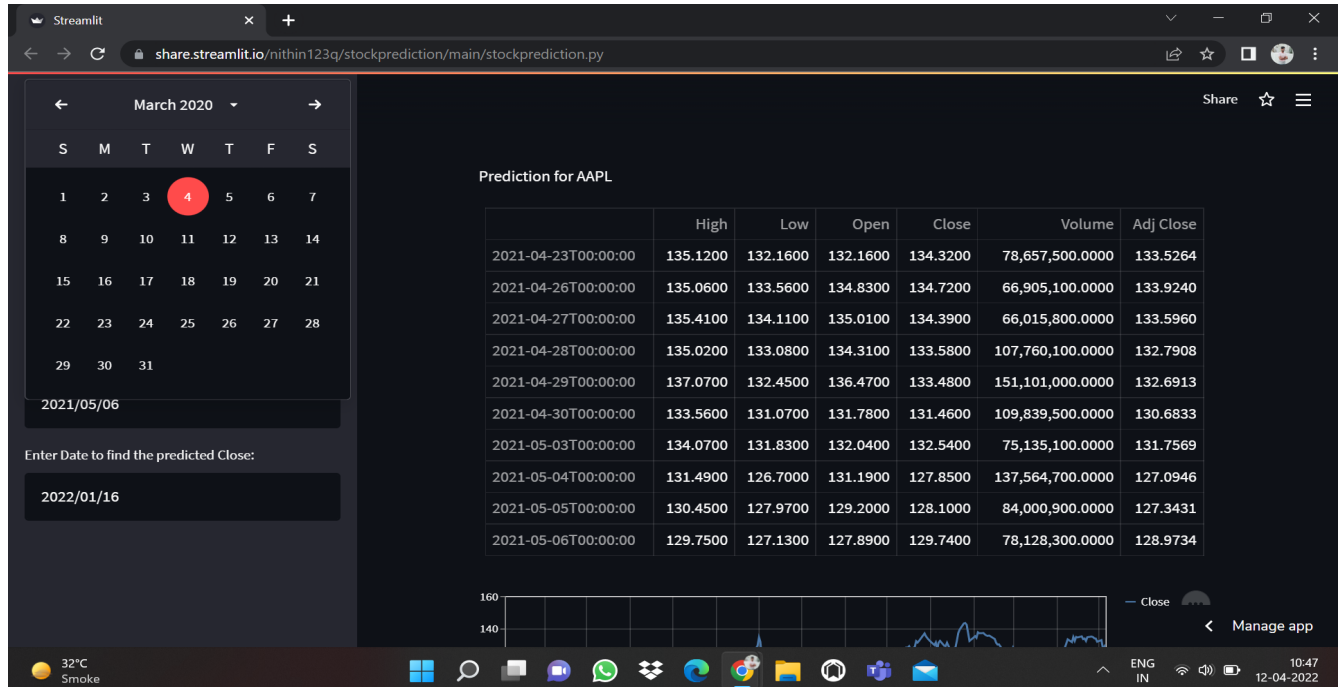 Streamlit
share.streamlit.io/nithin123q/stockprediction/main/stockprediction.py
March 2020
S M T W T F S
1 2 3 4 5 6 7
8 9 10 11 12 13 14
15 16 17 18 19 20 21
22 23 24 25 26 27 28
29 30 31
2021/05/06
Enter Date to find the predicted Close:
2022/01/16
Share
Prediction for AAPL
High Low Open Close Volume Adj Close
2021-04-23T00:00:00 135.1200 132.1600 132.1600 134.3200 78,657,500.0000 133.5264
2021-04-26T00:00:00 135.0600 133.5600 134.8300 134.7200 66,905,100.0000 133.9240
2021-04-27T00:00:00 135.4100 134.1100 135.0100 134.3900 66,015,800.0000 133.5960
2021-04-28T00:00:00 135.0200 133.0800 134.3100 133.5800 107,760,100.0000 132.7908
2021-04-29T00:00:00 137.0700 132.4500 136.4700 133.4800 151,101,000.0000 132.6913
2021-04-30T00:00:00 133.5600 131.0700 131.7800 131.4600 109,839,500.0000 130.6833
2021-05-03T00:00:00 134.0700 131.8300 132.0400 132.5400 75,135,100.0000 131.7569
2021-05-04T00:00:00 131.4900 126.7000 131.1900 127.8500 137,564,700.0000 127.0946
2021-05-05T00:00:00 130.4500 127.9700 129.2000 128.1000 84,000,900.0000 127.3431
2021-05-06T00:00:00 129.7500 127.1300 127.8900 129.7400 78,128,300.0000 128.9734
160
140
Close
Manage app
32°C
Smoke
ENG
IN
10:47
12-04-2022